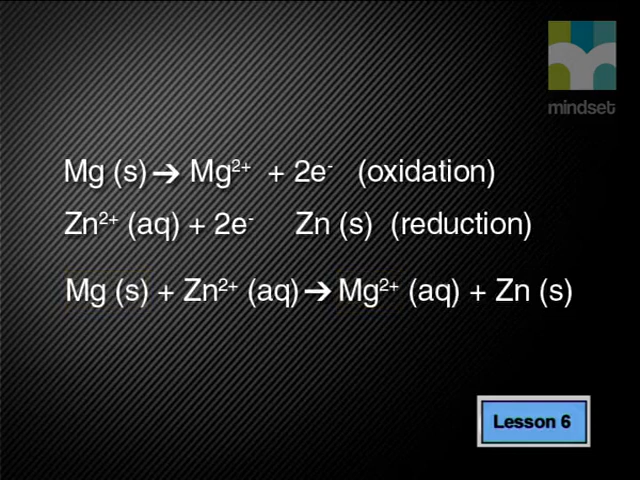 mindset
Mg (s) ➔ Mg²⁺ + 2e⁻ (oxidation)
Zn²⁺ (aq) + 2e⁻ Zn (s) (reduction)
Mg (s) + Zn²⁺ (aq) ➔ Mg²⁺ (aq) + Zn (s)
Lesson 6